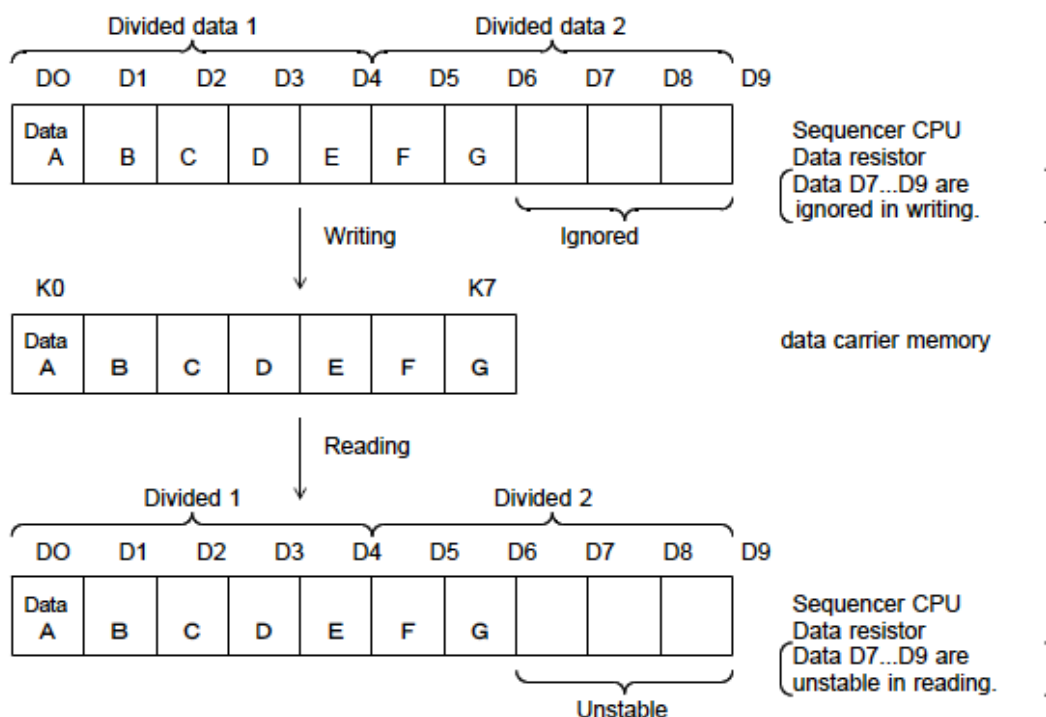 Divided data 1 Divided data 2
DO D1 D2 D3 D4 D5 D6 D7 D8 D9
Data
A B C D E F G
Sequencer CPU
Data resistor
Data D7...D9 are
ignored in writing.
Writing
Ignored
K0 K7
Data
A B C D E F G
data carrier memory
Reading
Divided 1 Divided 2
DO D1 D2 D3 D4 D5 D6 D7 D8 D9
Data
A B C D E F G
Sequencer CPU
Data resistor
Data D7...D9 are
unstable in reading.
Unstable